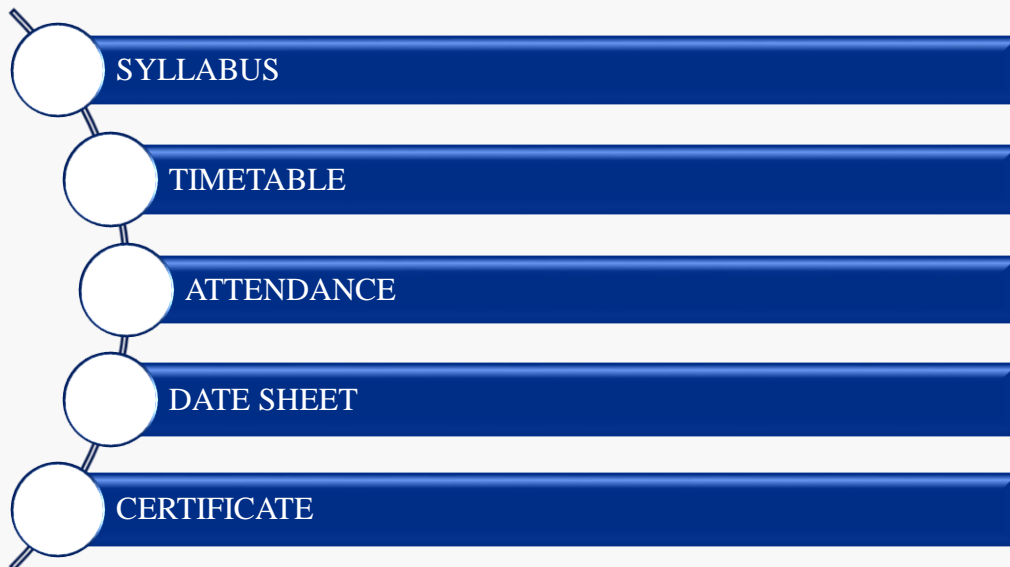 SYLLABUS
TIMETABLE
ATTENDANCE
DATE SHEET
CERTIFICATE